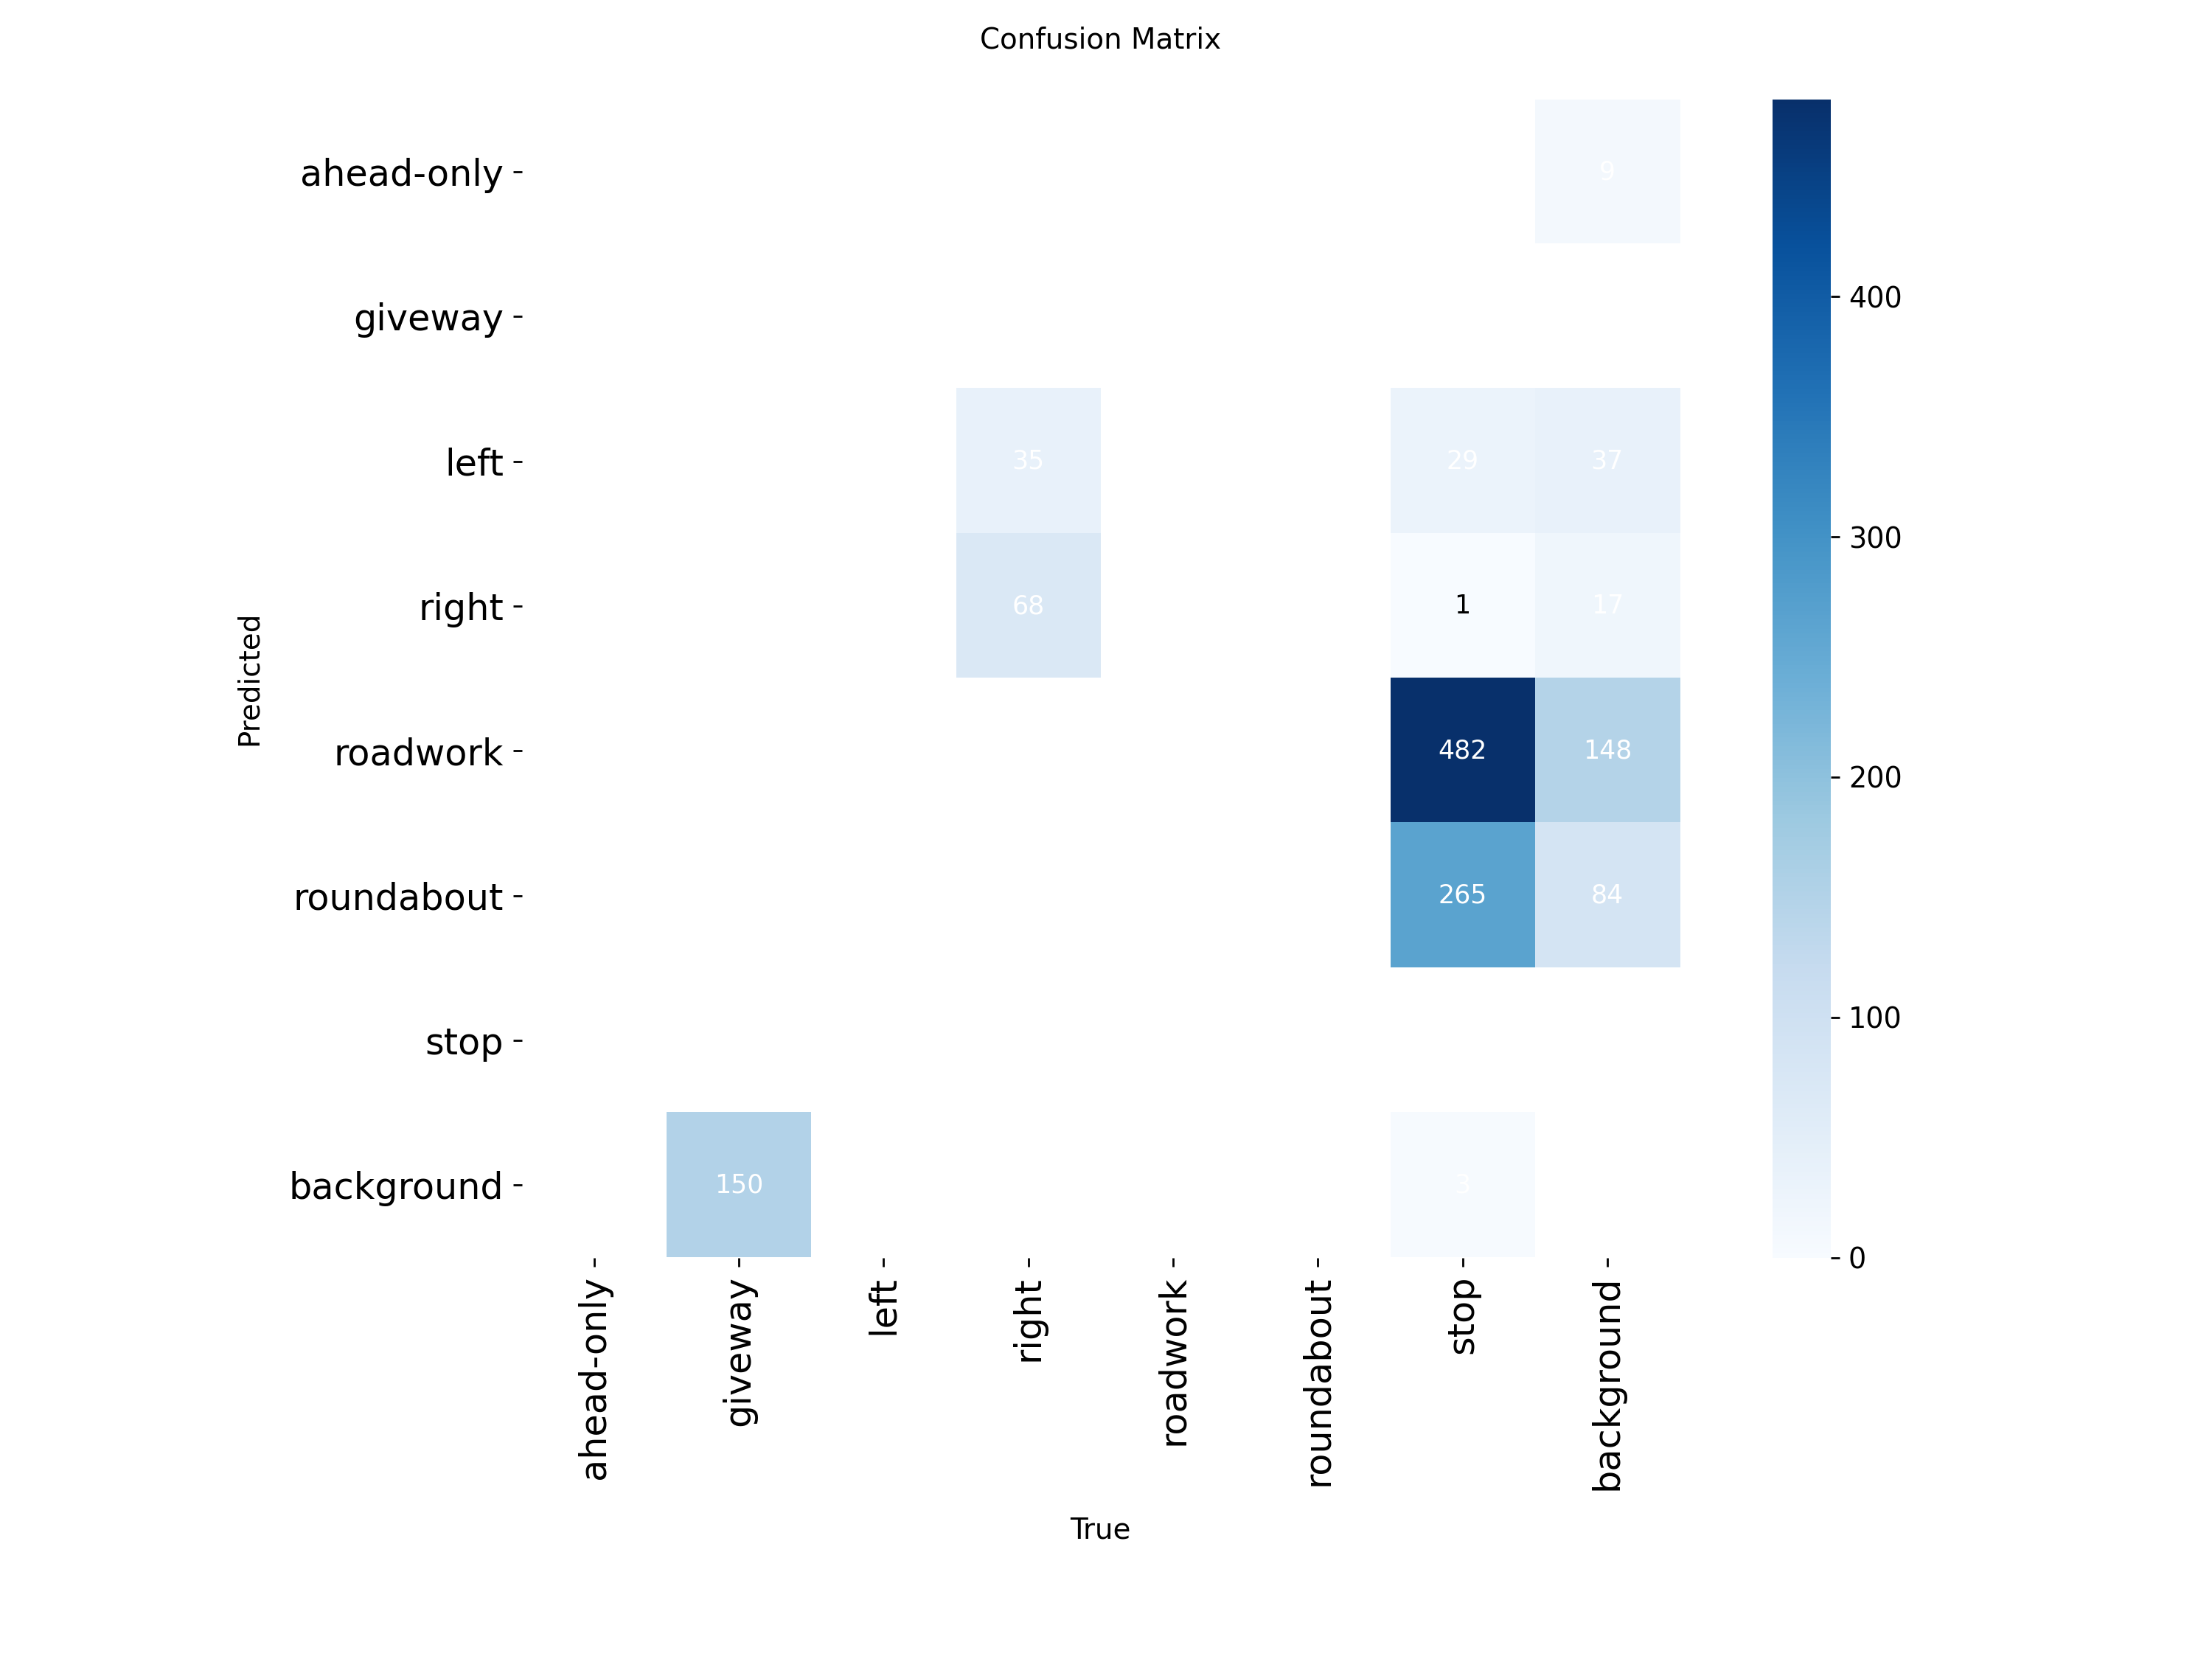 Confusion Matrix
ahead-only
9
giveway
400
left
35 29 37
300
right
68 1 17
Predicted
roadwork
482 148
200
roundabout
265 84
100
stop
background
150 3
0
ahead-only
giveway
left
right
roadwork
roundabout
stop
background
True